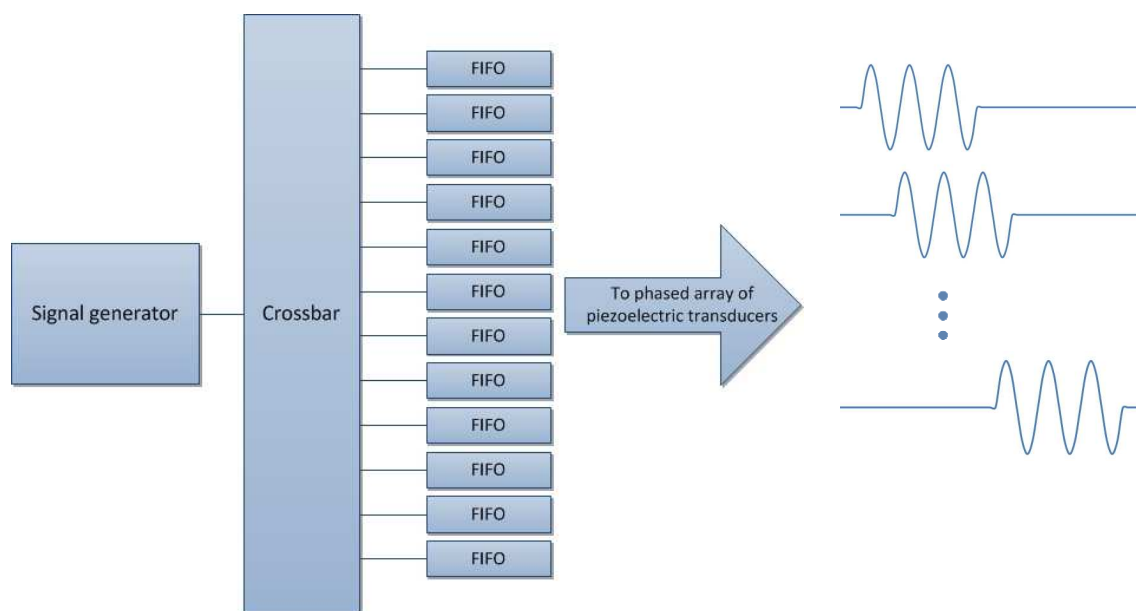 Signal generator
Crossbar
FIFO
FIFO
FIFO
FIFO
FIFO
FIFO
FIFO
FIFO
FIFO
FIFO
FIFO
FIFO
To phased array of
piezoelectric transducers